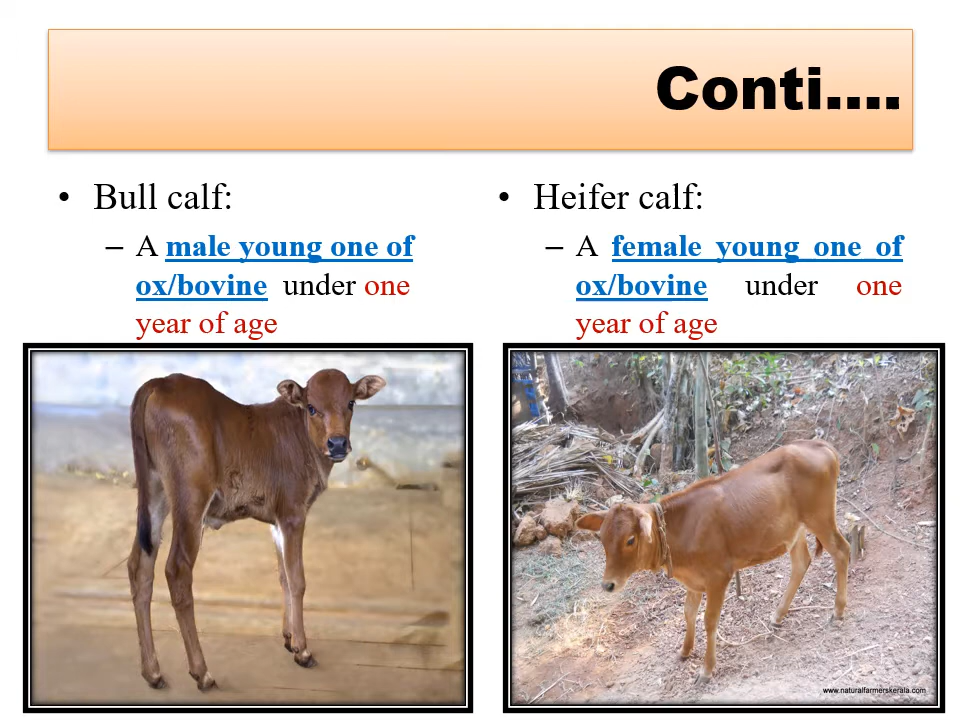 Conti....
• Bull calf:
– A male young one of
ox/bovine under one
year of age
• Heifer calf:
– A female young one of
ox/bovine under one
year of age
www.naturalfarmerskerala.com